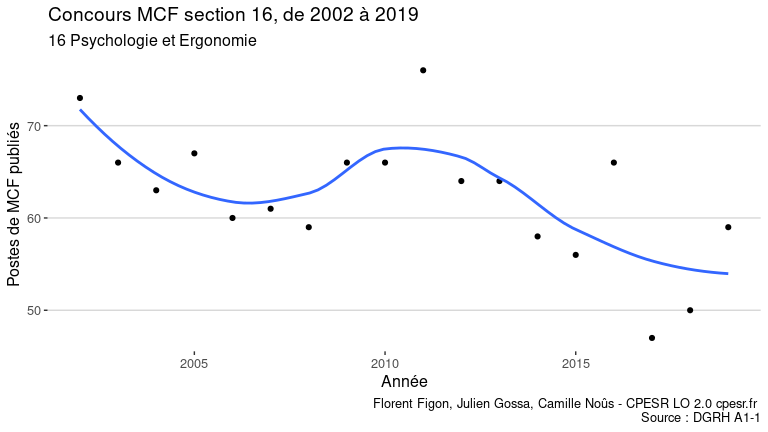 Concours MCF section 16, de 2002 à 2019
16 Psychologie et Ergonomie
Postes de MCF publiés
70
60
50
2005
2010
2015
Année
Florent Figon, Julien Gossa, Camille Noûs - CPESR LO 2.0 cpesr.fr
Source : DGRH A1-1